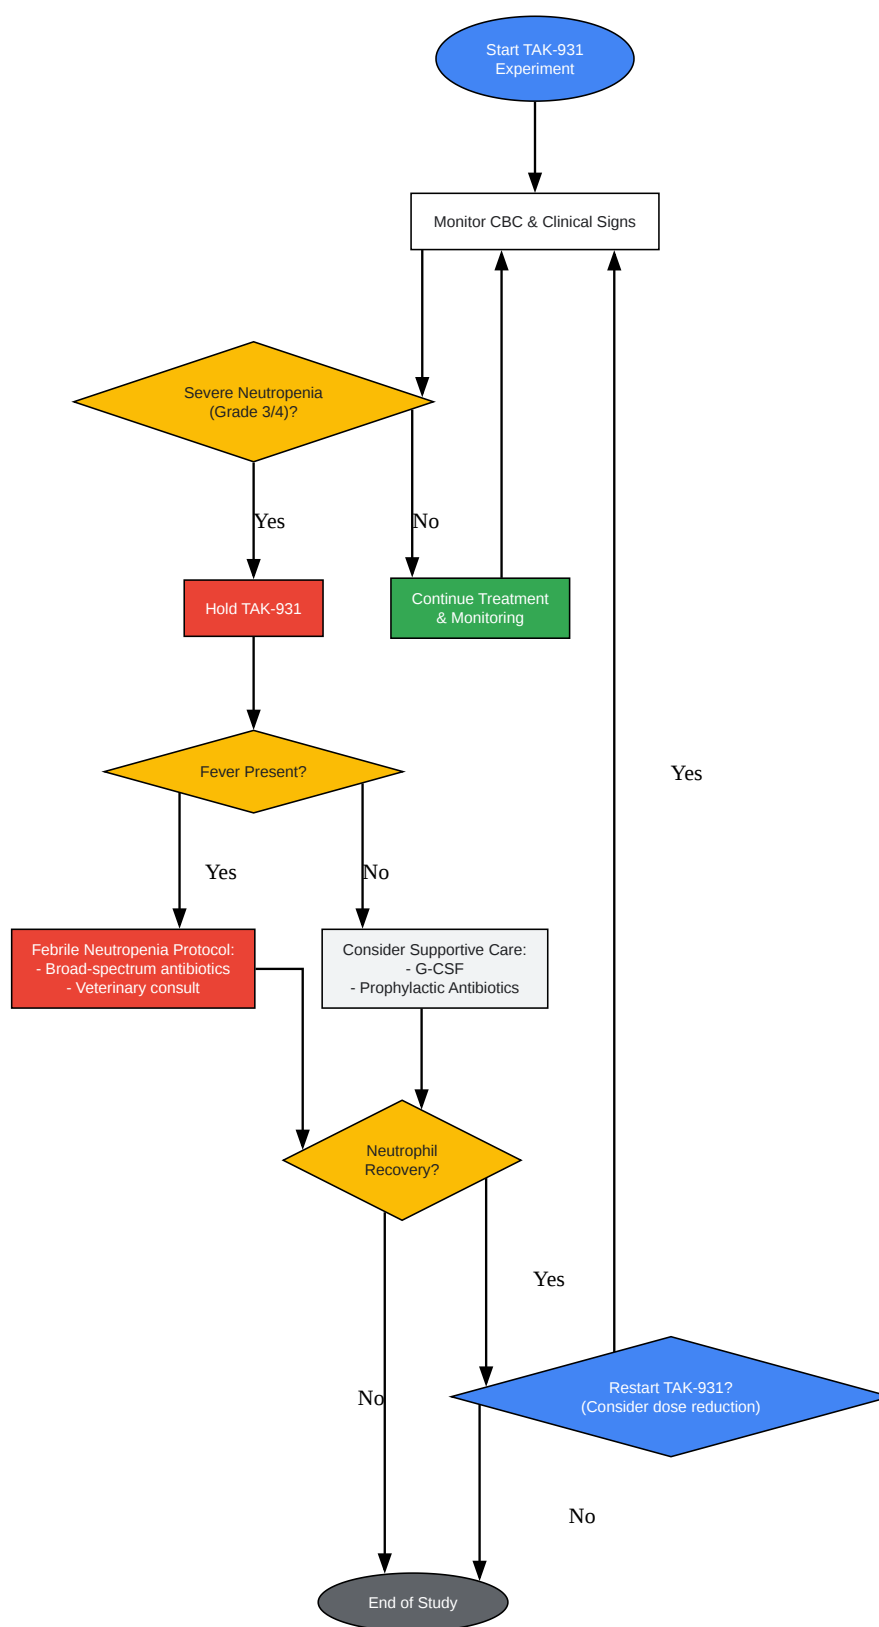 Start TAK-931
Experiment
Monitor CBC & Clinical Signs
Severe Neutropenia
(Grade 3/4)?
Yes
No
Hold TAK-931
Continue Treatment
& Monitoring
Fever Present?
Yes
Yes
No
Febrile Neutropenia Protocol:
- Broad-spectrum antibiotics
- Veterinary consult
Consider Supportive Care:
- G-CSF
- Prophylactic Antibiotics
Neutrophil
Recovery?
Yes
No
Restart TAK-931?
(Consider dose reduction)
No
End of Study